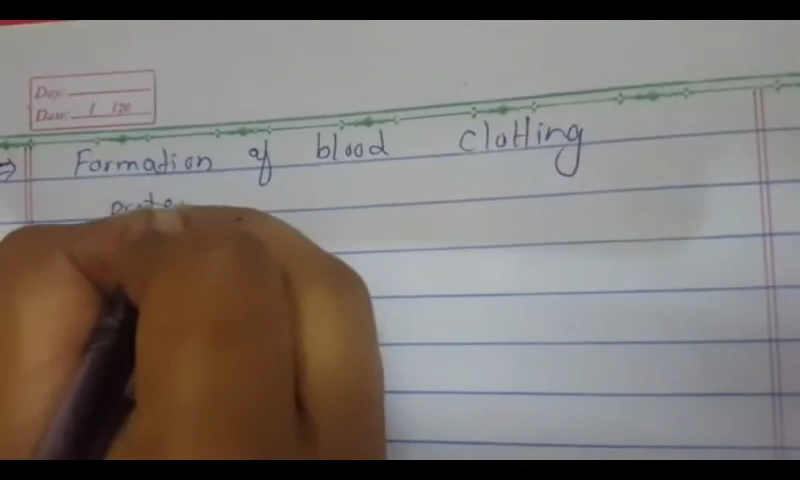 Day:
Date: / /20
⇒ Formation of blood Clotting